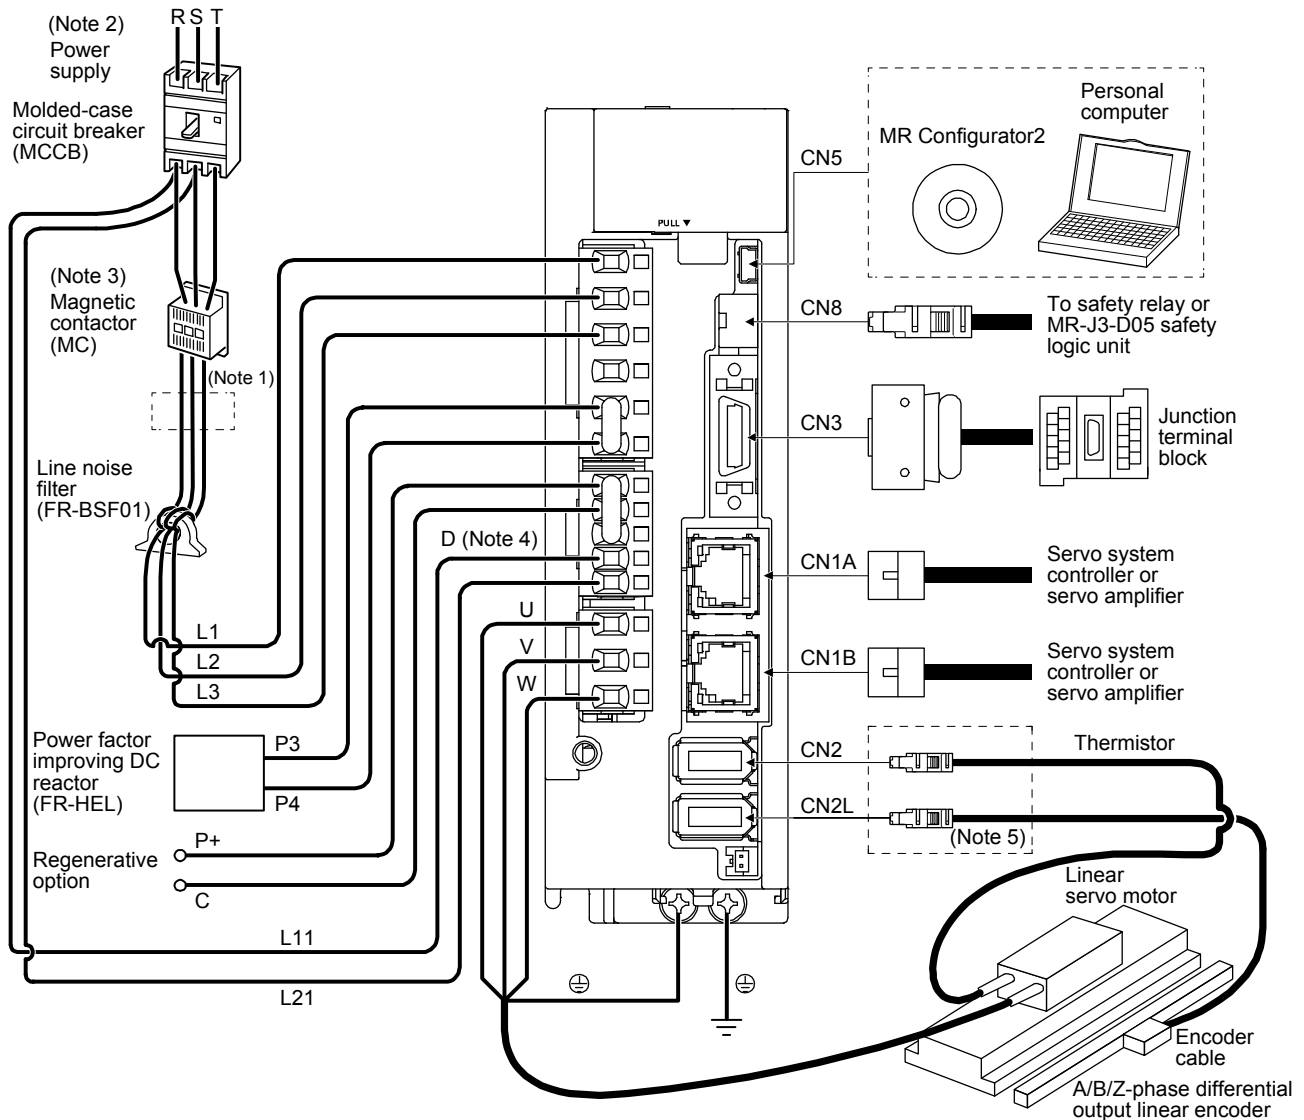 R S T
(Note 2)
Power
supply
Molded-case
circuit breaker
(MCCB)
(Note 3)
Magnetic
contactor
(MC)
(Note 1)
Line noise
filter
(FR-BSF01)
L1
L2
L3
Power factor
improving DC
reactor
(FR-HEL)
P3
P4
Regenerative
option
P+
C
L11
L21
PULL ▼
D (Note 4)
U
V
W
CN5
MR Configurator2
Personal
computer
CN8
To safety relay or
MR-J3-D05 safety
logic unit
CN3
Junction
terminal
block
CN1A
Servo system
controller or
servo amplifier
CN1B
Servo system
controller or
servo amplifier
CN2
Thermistor
CN2L
(Note 5)
Linear
servo motor
Encoder
cable
A/B/Z-phase differential
output linear encoder